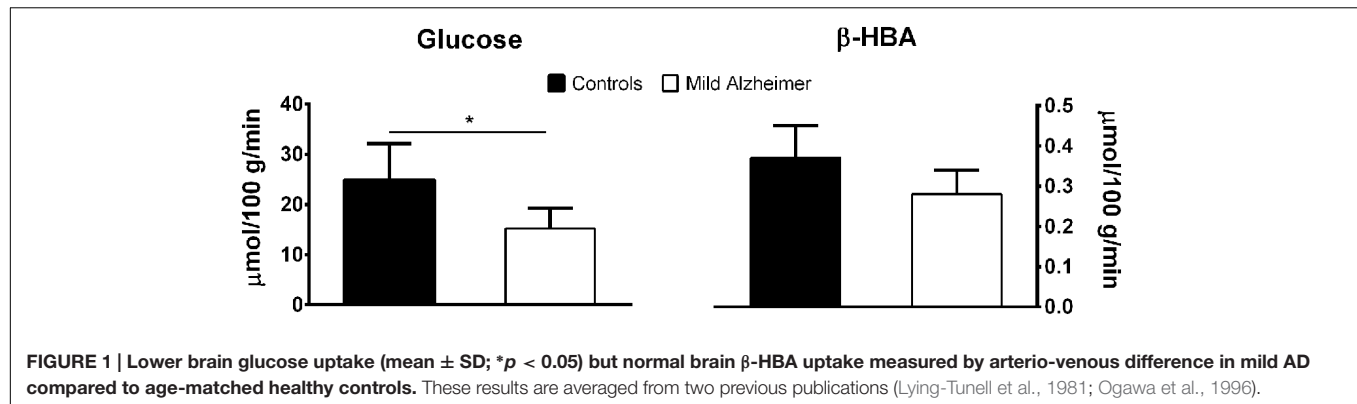 Glucose
β-HBA
Controls
Mild Alzheimer
μmol/100 g/min
40
30
20
10
0
*
0.5
0.4
0.3
0.2
0.1
0.0
μmol/100 g/min
FIGURE 1 | Lower brain glucose uptake (mean ± SD; *p < 0.05) but normal brain β-HBA uptake measured by arterio-venous difference in mild AD
compared to age-matched healthy controls. These results are averaged from two previous publications (Lying-Tunell et al., 1981; Ogawa et al., 1996).